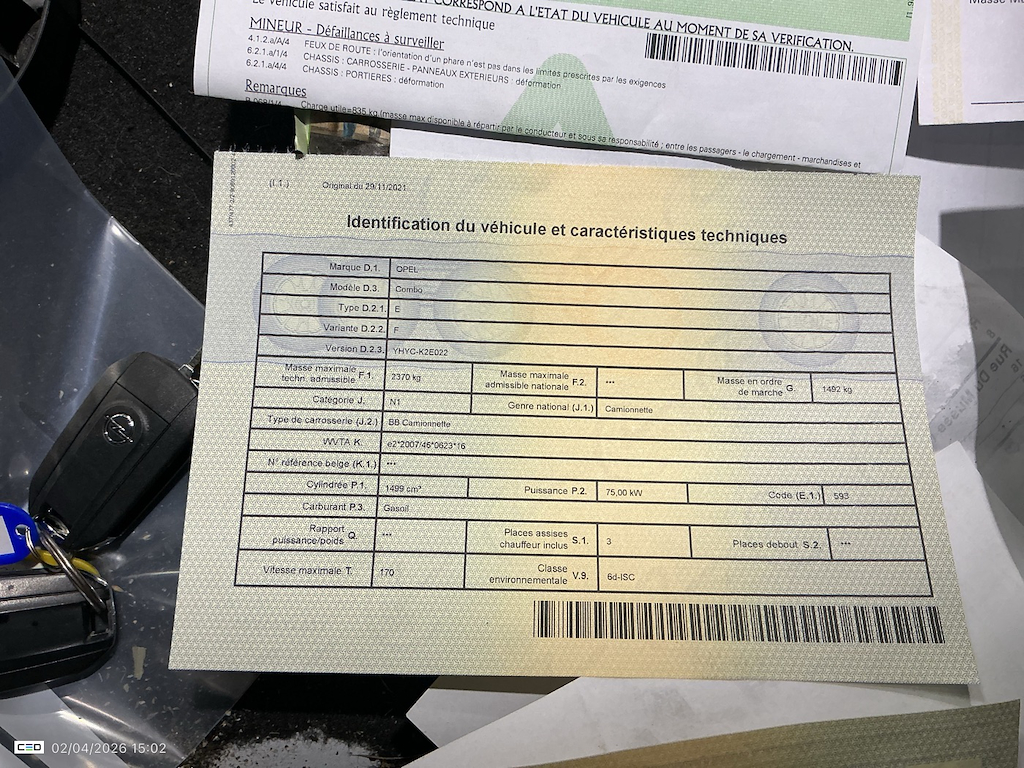 CORRESPOND A L'ETAT DU VEHICULE AU MOMENT DE SA VERIFICATION.
Le véhicule satisfait au règlement technique
MINEUR - Défaillances à surveiller
4.1.2.a/A/4 FEUX DE ROUTE : l'orientation d'un phare n'est pas dans les limites prescrites par les exigences
6.2.1.a/1/4 CHASSIS : CARROSSERIE - PANNEAUX EXTERIEURS : déformation
6.2.1.a/4/4 CHASSIS : PORTIERES : déformation
Remarques
Charge utile=835 kg (masse max disponible à répartir par le conducteur et sous sa responsabilité ; entre les passagers - le chargement - marchandises et
(I.1.) Original du 29/11/2021
Identification du véhicule et caractéristiques techniques
Marque D.1. OPEL
Modèle D.3. Combo
Type D.2.1. E
Variante D.2.2. F
Version D.2.3. YHYC-K2E022
Masse maximale techn. admissible F.1. 2370 kg Masse maximale admissible nationale F.2. *** Masse en ordre de marche G. 1492 kg
Catégorie J. N1 Genre national (J.1.) Camionnette
Type de carrosserie (J.2.) BB Camionnette
WVTA K. e2*2007/46*0623*16
N° référence belge (K.1.) ***
Cylindrée P.1. 1499 cm³ Puissance P.2. 75,00 kW Code (E.1.) 593
Carburant P.3. Gasoil
Rapport puissance/poids Q. *** Places assises chauffeur inclus S.1. 3 Places debout S.2. ***
Vitesse maximale T. 170 Classe environnementale V.9. 6d-ISC
CEO 02/04/2026 15:02